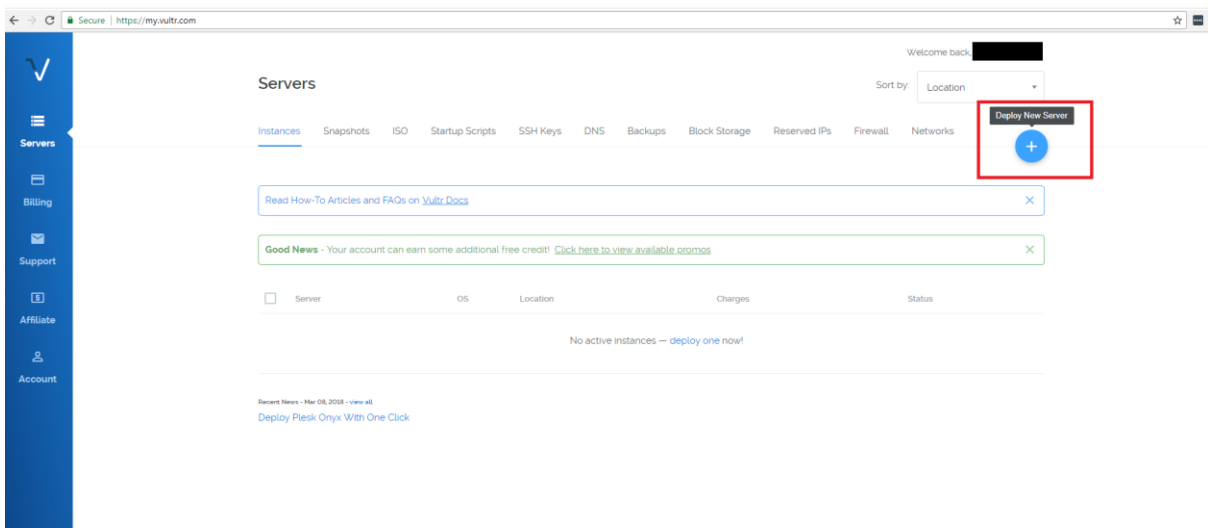 Secure | https://my.vultr.com
Welcome back,
Servers
Sort by: Location
Deploy New Server
Instances Snapshots ISO Startup Scripts SSH Keys DNS Backups Block Storage Reserved IPs Firewall Networks
+
Servers
Billing
Support
Affiliate
Account
Read How-To Articles and FAQs on Vultr Docs
Good News - Your account can earn some additional free credit! Click here to view available promos
Server OS Location Charges Status
No active instances — deploy one now!
Recent News - Mar 08, 2018 - view all
Deploy Plesk Onyx With One Click